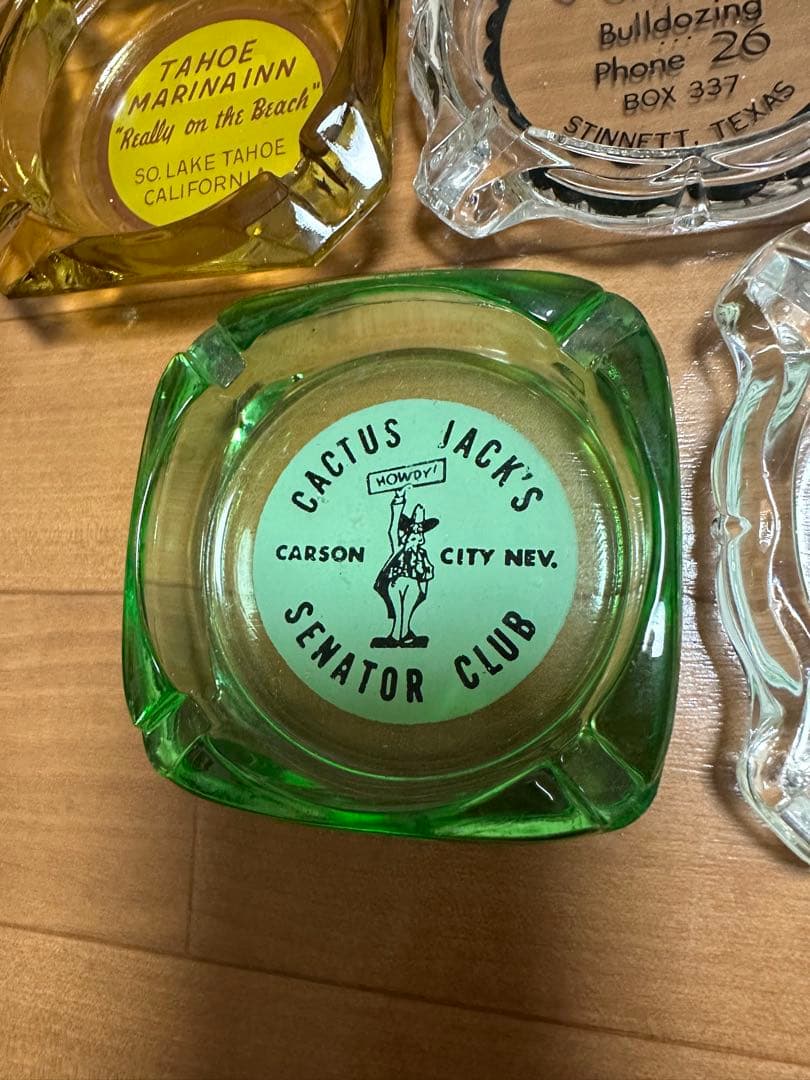 TAHOE
MARINA INN
"Really on the Beach"
SO. LAKE TAHOE
CALIFORNIA
Bulldozing
Phone 26
BOX 337
STINNETT, TEXAS
CACTUS JACK'S
HOWDY!
CARSON CITY NEV.
SENATOR CLUB